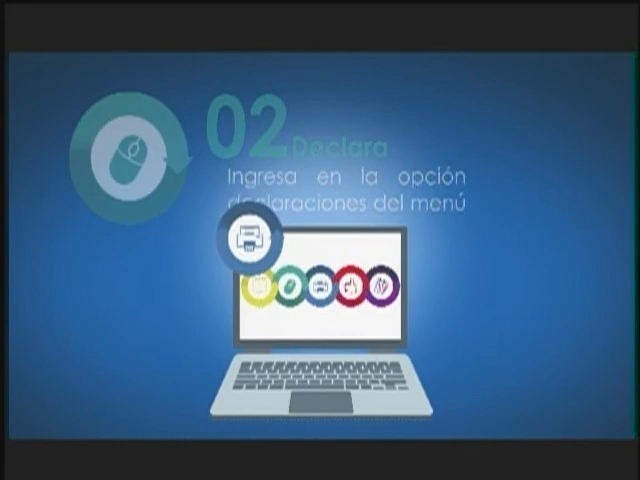 02 Declara
Ingresa en la opción
declaraciones del menú